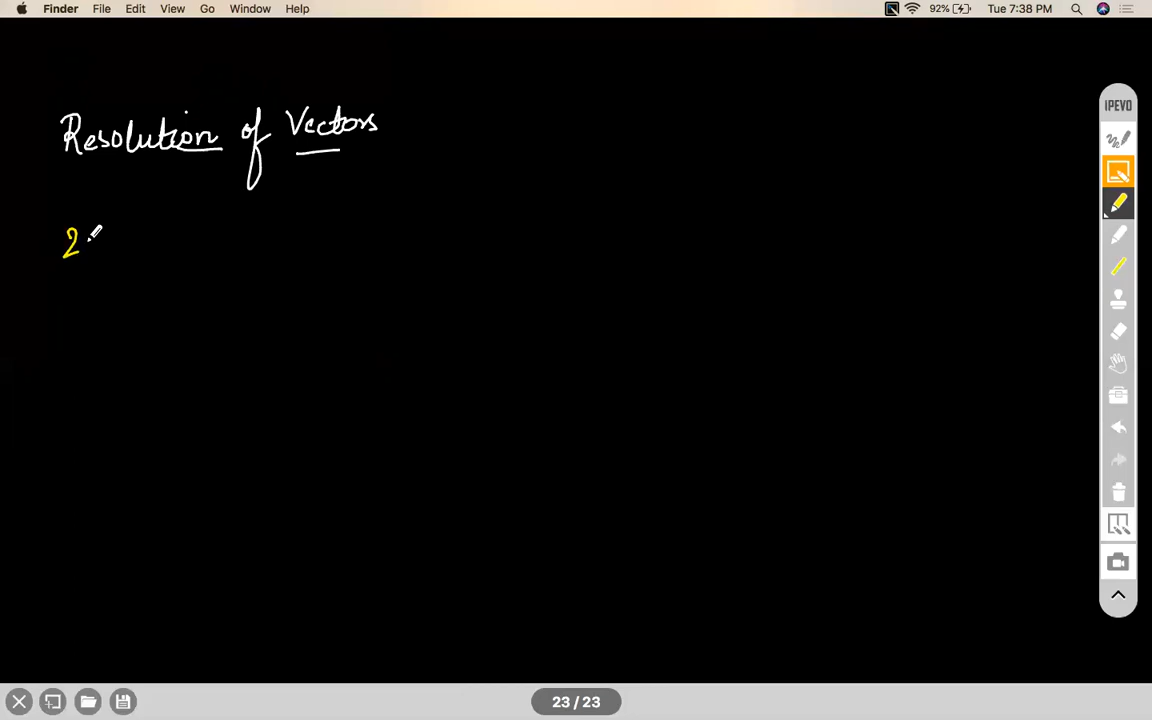 Finder File Edit View Go Window Help 92% Tue 7:38 PM
iPEVO
Resolution of Vectors
2
23 / 23